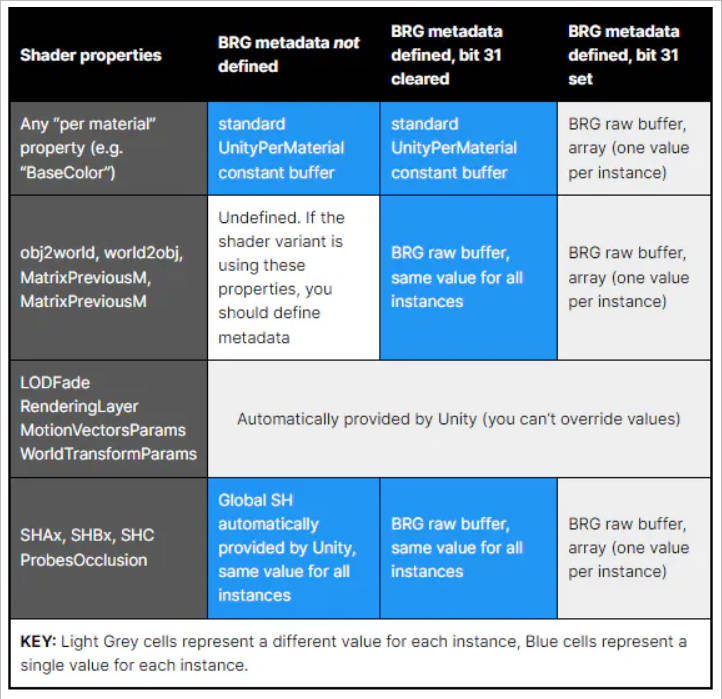 Shader properties
BRG metadata not
defined
BRG metadata
defined, bit 31
cleared
BRG metadata
defined, bit 31
set
Any “per material”
property (e.g.
“BaseColor”)
standard
UnityPerMaterial
constant buffer
standard
UnityPerMaterial
constant buffer
BRG raw buffer,
array (one value
per instance)
obj2world, world2obj,
MatrixPreviousM,
MatrixPreviousM
Undefined. If the
shader variant is
using these
properties, you
should define
metadata
BRG raw buffer,
same value for all
instances
BRG raw buffer,
array (one value
per instance)
LODFade
RenderingLayer
MotionVectorsParams
WorldTransformParams
Automatically provided by Unity (you can’t override values)
SHAx, SHBx, SHC
ProbesOcclusion
Global SH
automatically
provided by Unity,
same value for all
instances
BRG raw buffer,
same value for all
instances
BRG raw buffer,
array (one value
per instance)
KEY: Light Grey cells represent a different value for each instance, Blue cells represent a
single value for each instance.